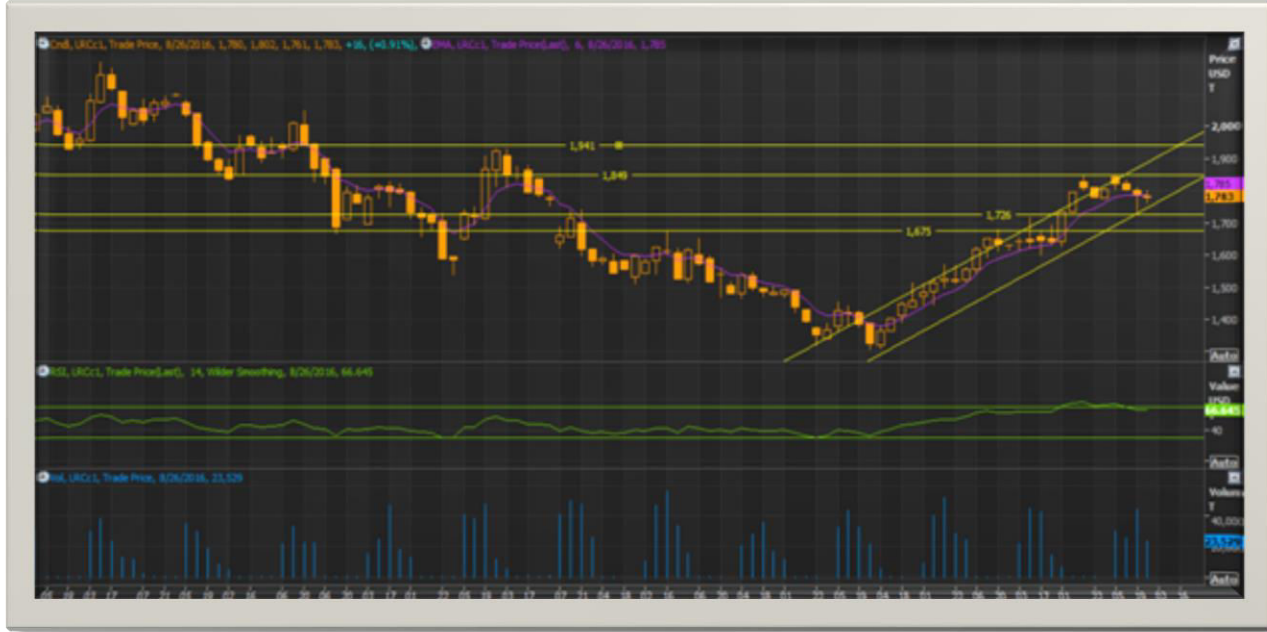 Cndl, LRCc1, Trade Price, 8/26/2016, 1,780, 1,802, 1,761, 1,783, +16, (+0.91%), EMA, LRCc1, Trade Price(Last), 6, 8/26/2016, 1,785
Price
USD
T
2,000
1,941
1,900
1,849
1,785
1,783
1,726
1,700
1,675
1,600
1,500
1,400
Auto
RSI, LRCc1, Trade Price(Last), 14, Wilder Smoothing, 8/26/2016, 66.645
Value
USD
66.645
40
Auto
Vol, LRCc1, Trade Price, 8/26/2016, 23,529
Volume
T
40,000
23,529
Auto